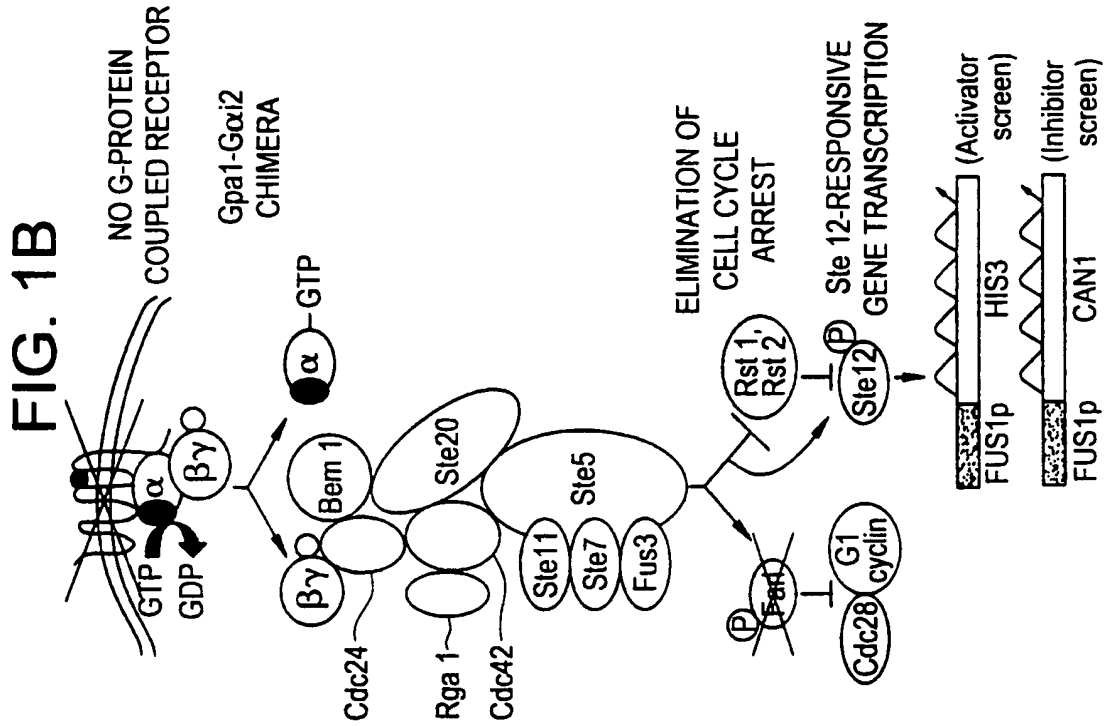 FIG. 1B
NO G-PROTEIN
COUPLED RECEPTOR
GTP
GDP
α
βγ
Gpa1-Gαi2
CHIMERA
βγ
α
GTP
Cdc24
Bem 1
Rga 1
Ste20
Cdc42
Ste5
Ste11
Ste7
Fus3
ELIMINATION OF
CELL CYCLE
ARREST
P
Far1
Rst 1,
Rst 2
Cdc28
G1
cyclin
P
Ste12
Ste 12-RESPONSIVE
GENE TRANSCRIPTION
FUS1p
HIS3
(Activator
screen)
FUS1p
CAN1
(Inhibitor
screen)